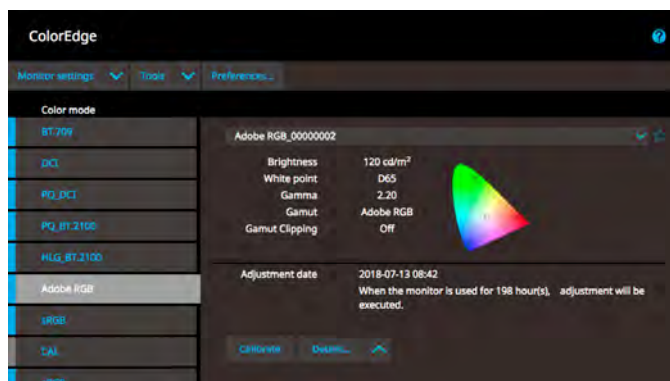 ColorEdge
Monitor settings Tools Preferences...
Color mode
BT.709
DCI
PQ_DCI
PQ_BT.2100
HLG_BT.2100
Adobe RGB
sRGB
CAL
Adobe RGB_00000002
Brightness 120 cd/m²
White point D65
Gamma 2.20
Gamut Adobe RGB
Gamut Clipping Off
Adjustment date 2018-07-13 08:42
When the monitor is used for 198 hour(s), adjustment will be
executed.
Calibrate Details...